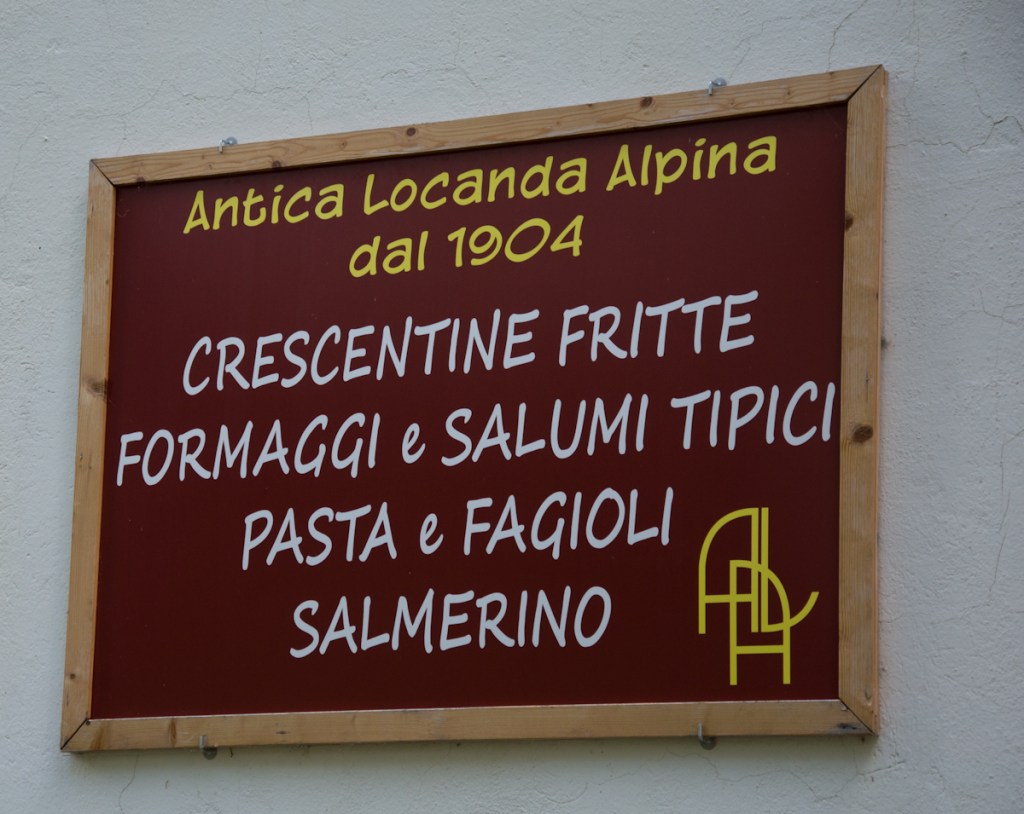 Antica Locanda Alpina
dal 1904
CRESCENTINE FRITTE
FORMAGGI e SALUMI TIPICI
PASTA e FAGIOLI
SALMERINO